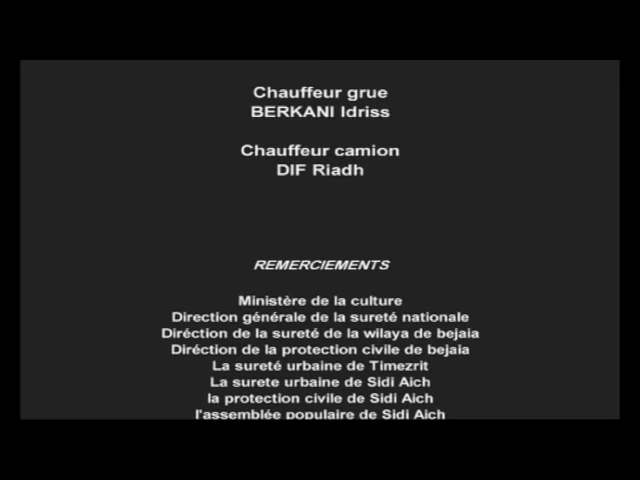 Chauffeur grue
BERKANI Idriss
Chauffeur camion
DIF Riadh
REMERCIEMENTS
Ministère de la culture
Direction générale de la sureté nationale
Diréction de la sureté de la wilaya de bejaia
Diréction de la protection civile de bejaia
La sureté urbaine de Timezrit
La surete urbaine de Sidi Aich
la protection civile de Sidi Aich
l'assemblée populaire de Sidi Aich